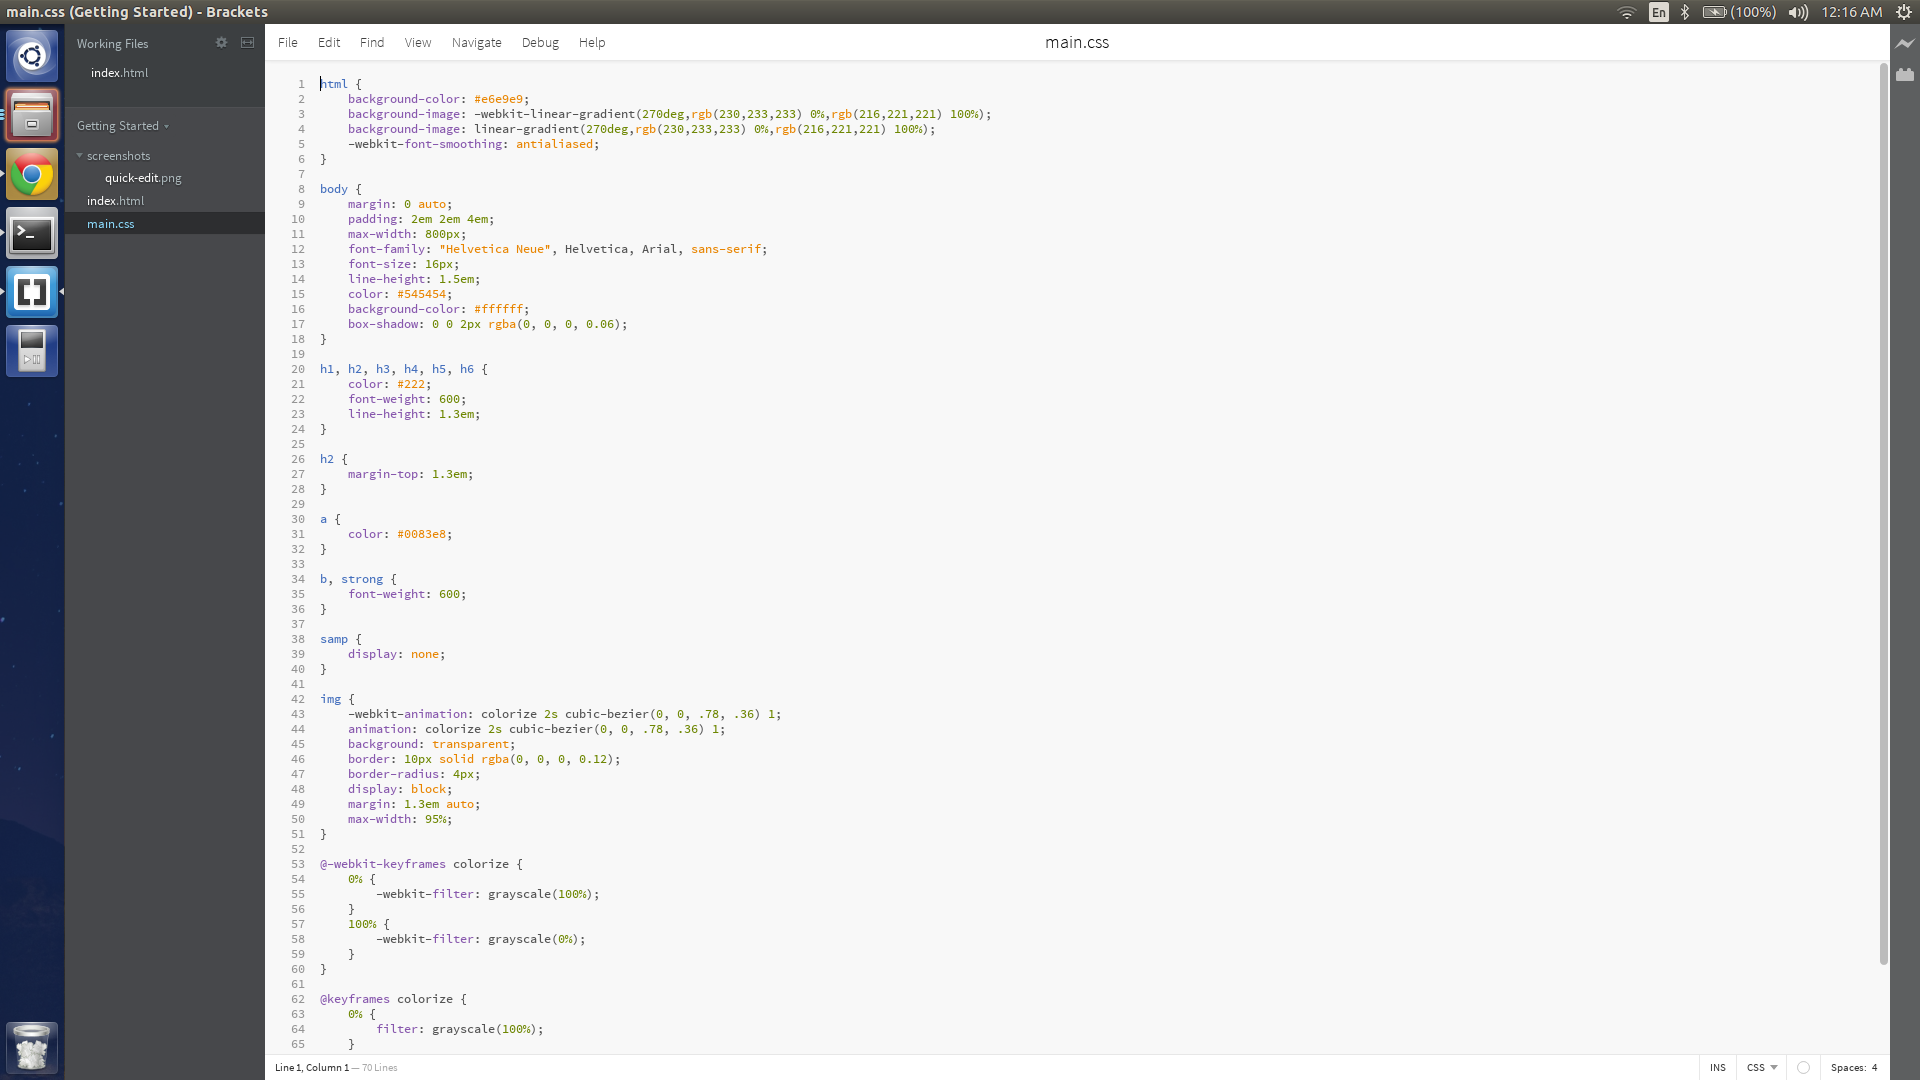 main.css (Getting Started) - Brackets
En (100%) 12:16 AM
Working Files
index.html
Getting Started
screenshots
quick-edit.png
index.html
main.css
File Edit Find View Navigate Debug Help
main.css
1 html {
2     background-color: #e6e9e9;
3     background-image: -webkit-linear-gradient(270deg,rgb(230,233,233) 0%,rgb(216,221,221) 100%);
4     background-image: linear-gradient(270deg,rgb(230,233,233) 0%,rgb(216,221,221) 100%);
5     -webkit-font-smoothing: antialiased;
6 }
7
8 body {
9     margin: 0 auto;
10     padding: 2em 2em 4em;
11     max-width: 800px;
12     font-family: "Helvetica Neue", Helvetica, Arial, sans-serif;
13     font-size: 16px;
14     line-height: 1.5em;
15     color: #545454;
16     background-color: #ffffff;
17     box-shadow: 0 0 2px rgba(0, 0, 0, 0.06);
18 }
19
20 h1, h2, h3, h4, h5, h6 {
21     color: #222;
22     font-weight: 600;
23     line-height: 1.3em;
24 }
25
26 h2 {
27     margin-top: 1.3em;
28 }
29
30 a {
31     color: #0083e8;
32 }
33
34 b, strong {
35     font-weight: 600;
36 }
37
38 samp {
39     display: none;
40 }
41
42 img {
43     -webkit-animation: colorize 2s cubic-bezier(0, 0, .78, .36) 1;
44     animation: colorize 2s cubic-bezier(0, 0, .78, .36) 1;
45     background: transparent;
46     border: 10px solid rgba(0, 0, 0, 0.12);
47     border-radius: 4px;
48     display: block;
49     margin: 1.3em auto;
50     max-width: 95%;
51 }
52
53 @-webkit-keyframes colorize {
54     0% {
55         -webkit-filter: grayscale(100%);
56     }
57     100% {
58         -webkit-filter: grayscale(0%);
59     }
60 }
61
62 @keyframes colorize {
63     0% {
64         filter: grayscale(100%);
65     }
Line 1, Column 1 — 70 Lines
INS CSS Spaces: 4